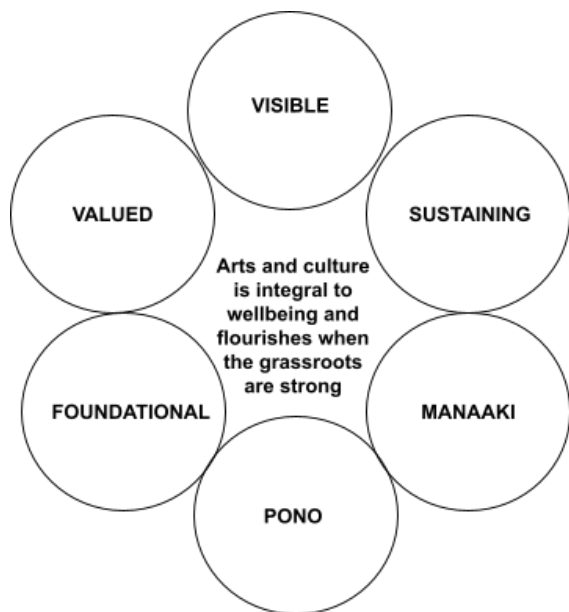 VISIBLE
VALUED
SUSTAINING
Arts and culture
is integral to
wellbeing and
flourishes when
the grassroots
are strong
FOUNDATIONAL
MANAAKI
PONO